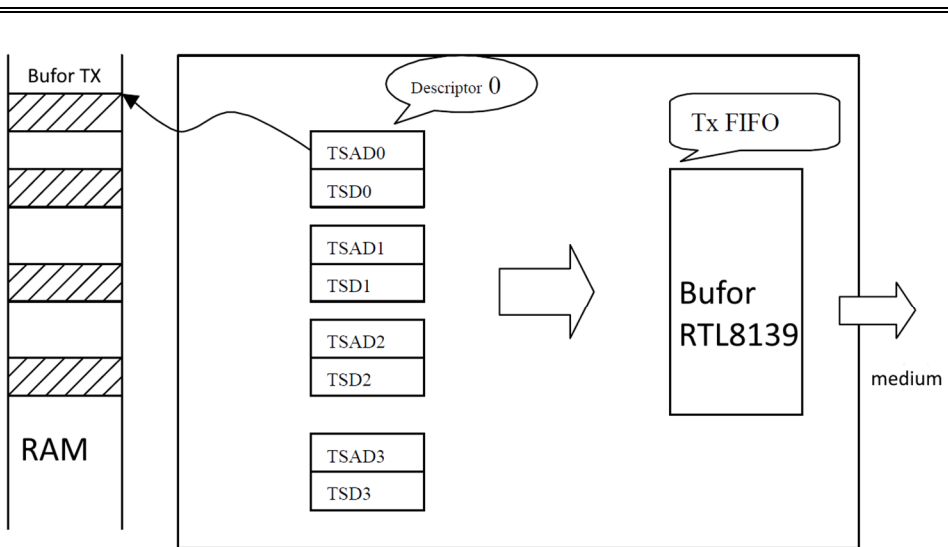 Bufor TX
Descriptor 0
Tx FIFO
TSAD0
TSD0
TSAD1
TSD1
TSAD2
TSD2
TSAD3
TSD3
Bufor
RTL8139
medium
RAM